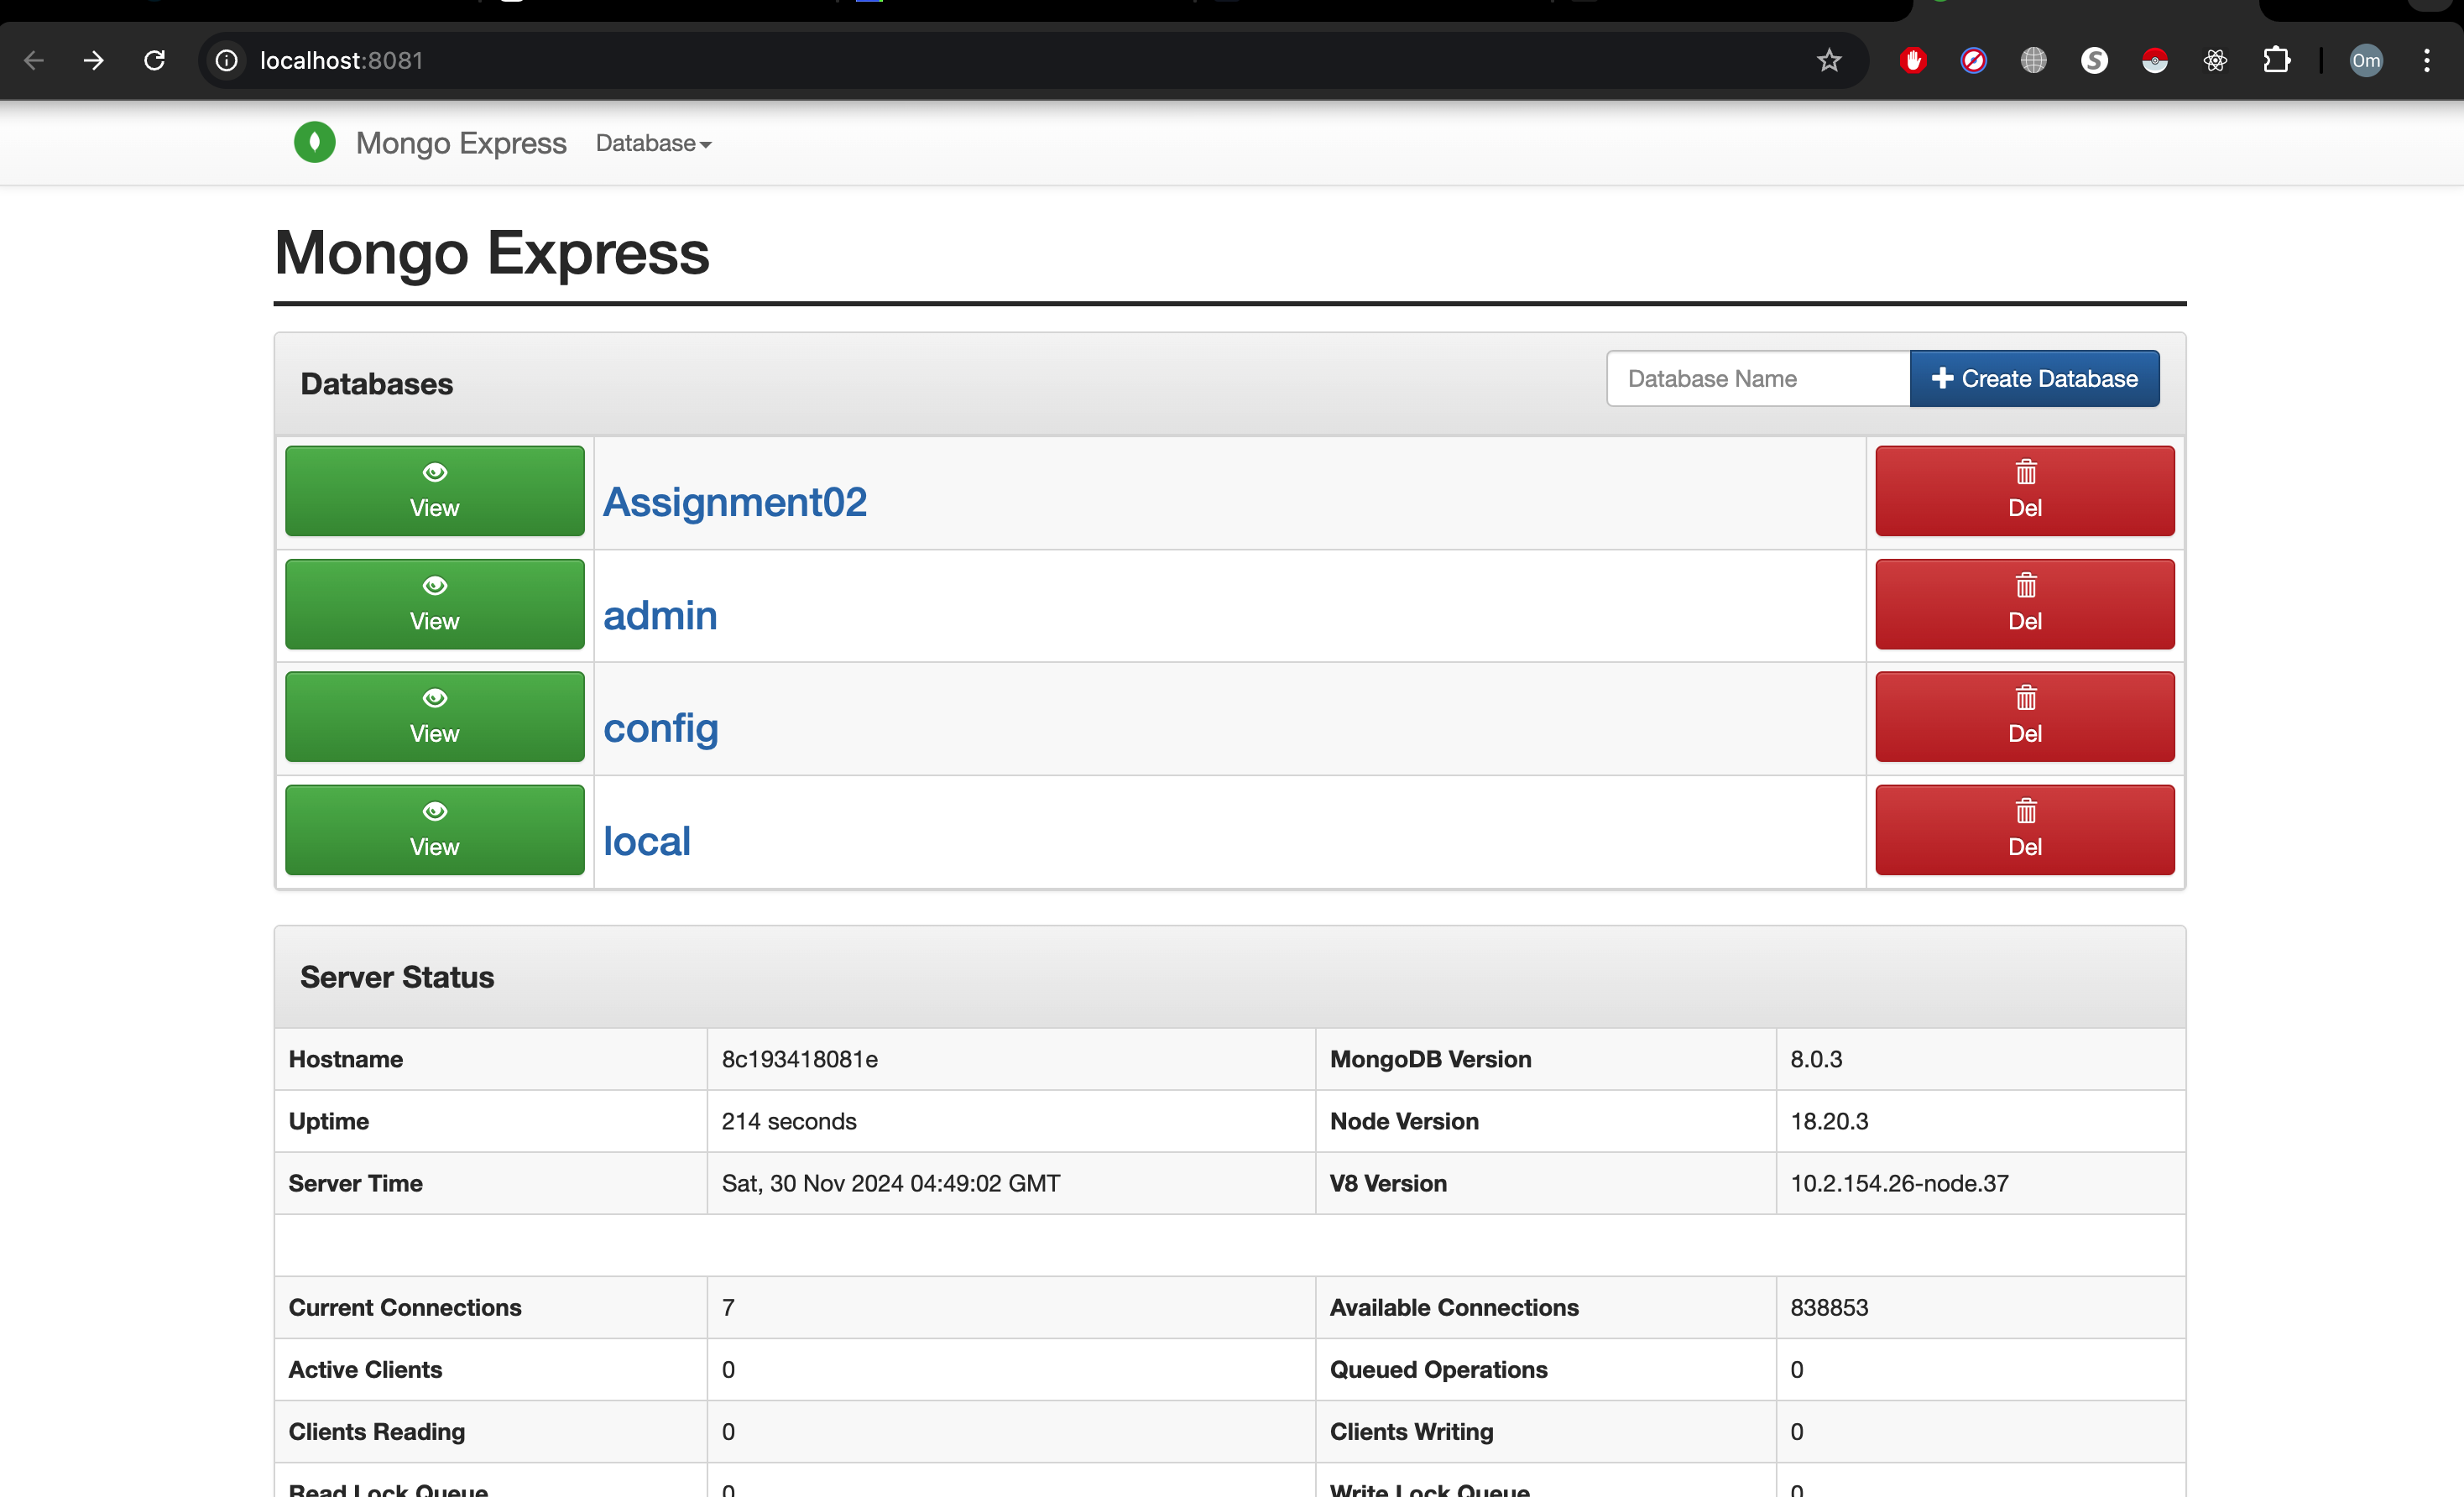 localhost:8081
Om
Mongo Express Database
Mongo Express
Databases
Database Name
Create Database
View Assignment02 Del
View admin Del
View config Del
View local Del
Server Status
Hostname 8c193418081e MongoDB Version 8.0.3
Uptime 214 seconds Node Version 18.20.3
Server Time Sat, 30 Nov 2024 04:49:02 GMT V8 Version 10.2.154.26-node.37
Current Connections 7 Available Connections 838853
Active Clients 0 Queued Operations 0
Clients Reading 0 Clients Writing 0
Read Lock Queue 0 Write Lock Queue 0